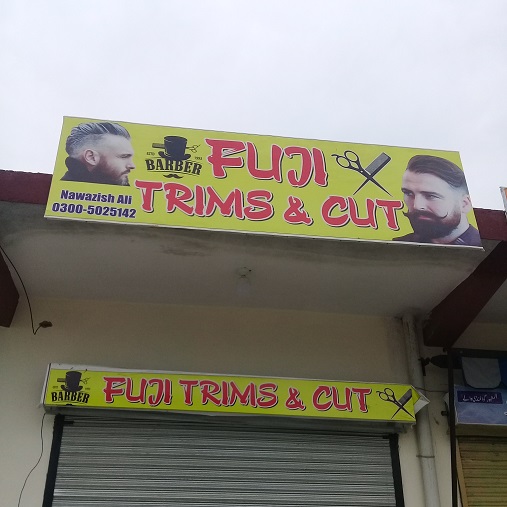 BARBER
FUJI
TRIMS & CUT
Nawazish Ali
0300-5025142
BARBER
FUJI TRIMS & CUT